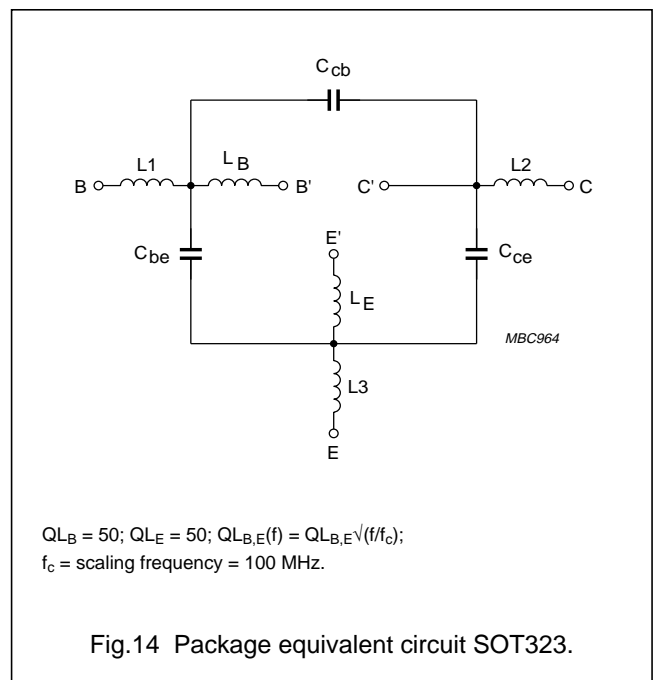 C_cb
L1
L_B
L2
B
B'
C'
C
C_be
E'
C_ce
L_E
MBC964
L3
E
QL_B = 50; QL_E = 50; QL_B,E(f) = QL_B,E√(f/f_c);
f_c = scaling frequency = 100 MHz.
Fig.14 Package equivalent circuit SOT323.